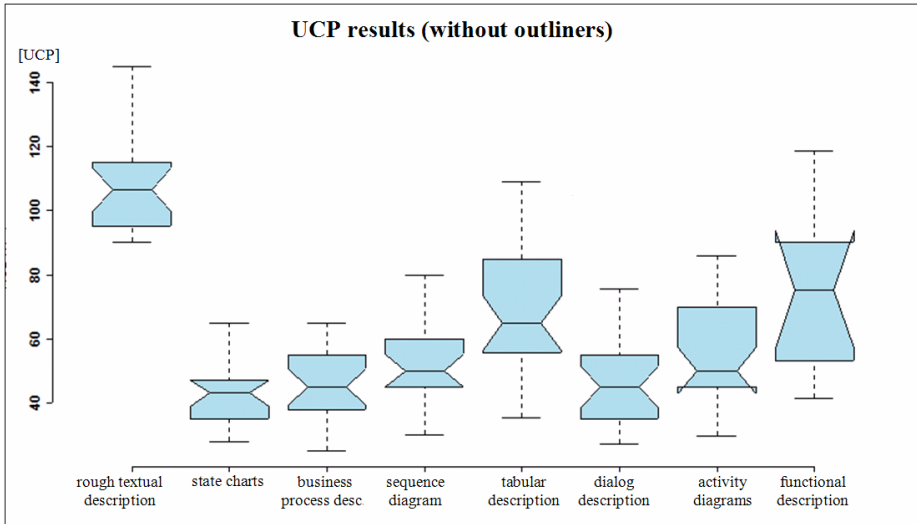 UCP results (without outliners)
[UCP]
140
120
100
80
60
40
rough textual
description
state charts
business
process desc
sequence
diagram
tabular
description
dialog
description
activity
diagrams
functional
description